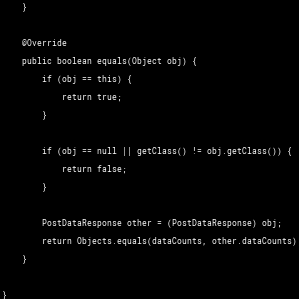 }
@Override
public boolean equals(Object obj) {
if (obj == this) {
return true;
}
if (obj == null || getClass() != obj.getClass()) {
return false;
}
PostDataResponse other = (PostDataResponse) obj;
return Objects.equals(dataCounts, other.dataCounts)
}
}